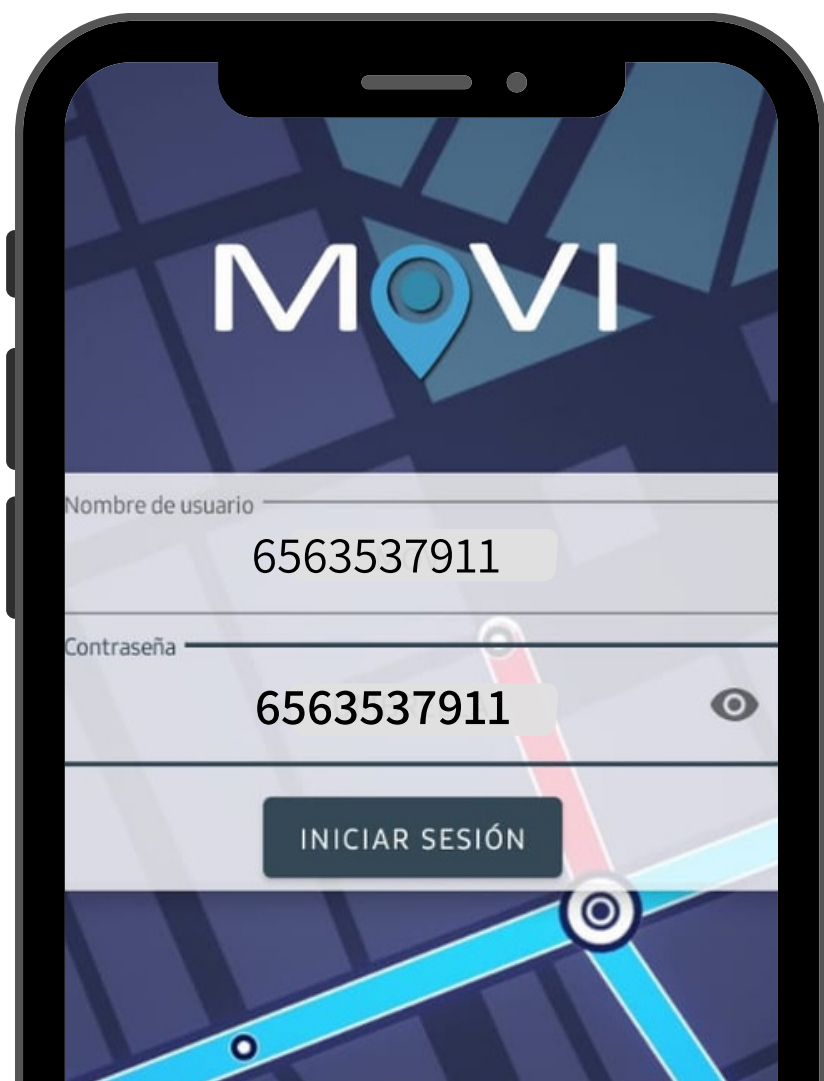 MOVI
Nombre de usuario
6563537911
Contraseña
6563537911
INICIAR SESIÓN